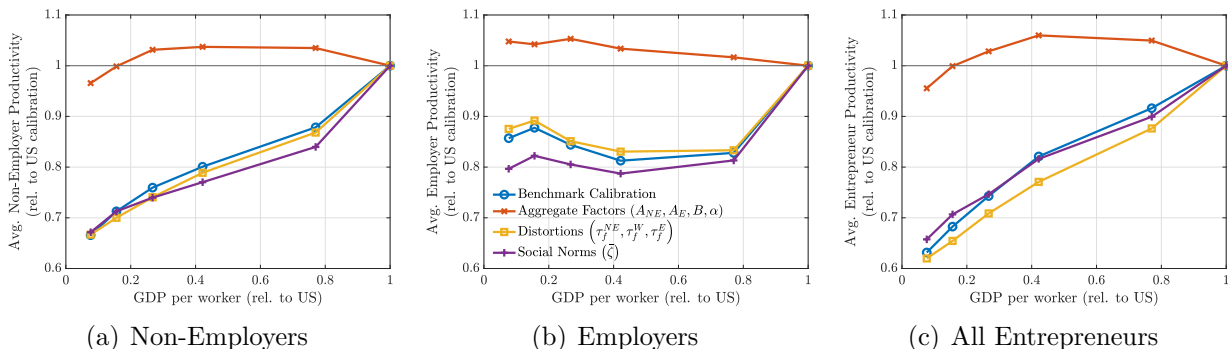 1.1
1
0.9
0.8
0.7
0.6
Avg. Non-Employer Productivity
(rel. to US calibration)
0 0.2 0.4 0.6 0.8 1
GDP per worker (rel. to US)
(a) Non-Employers
1.1
1
0.9
0.8
0.7
0.6
Avg. Employer Productivity
(rel. to US calibration)
Benchmark Calibration
Aggregate Factors (A_{NE}, A_E, B, α)
Distortions (τ_f^{NE}, τ_f^W, τ_f^E)
Social Norms (ζ̄)
0 0.2 0.4 0.6 0.8 1
GDP per worker (rel. to US)
(b) Employers
1.1
1
0.9
0.8
0.7
0.6
Avg. Entrepreneur Productivity
(rel. to US calibration)
0 0.2 0.4 0.6 0.8 1
GDP per worker (rel. to US)
(c) All Entrepreneurs